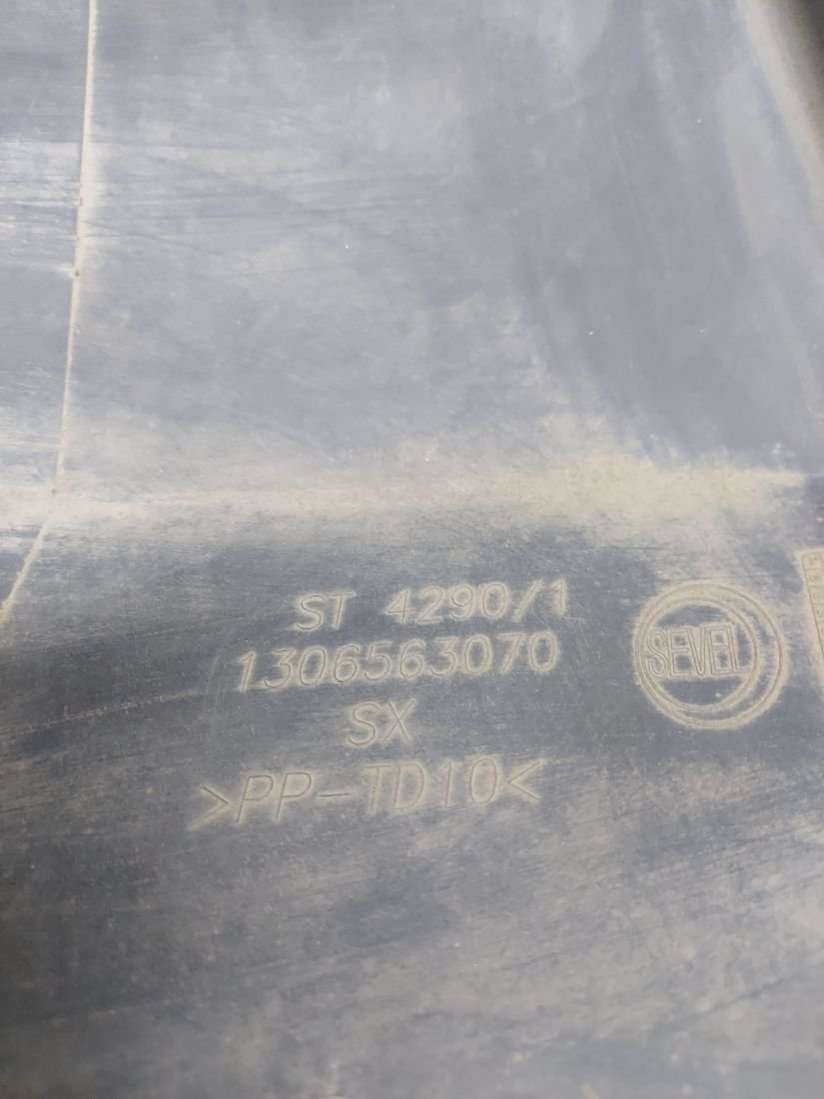 ST 4290/1
1306563070
SX
>PP-TD10<
SEVEL